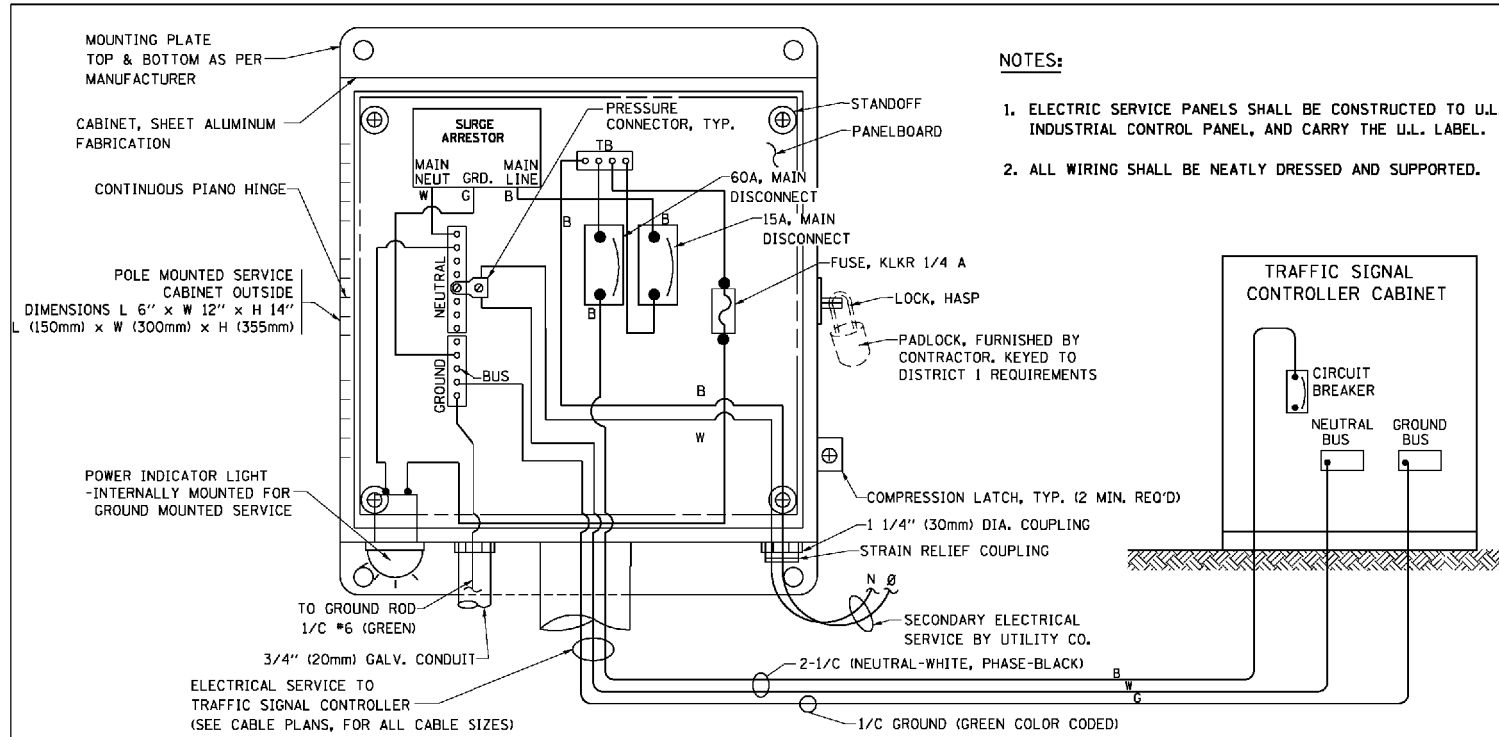 MOUNTING PLATE
TOP & BOTTOM AS PER
MANUFACTURER
CABINET, SHEET ALUMINUM
FABRICATION
CONTINUOUS PIANO HINGE
POLE MOUNTED SERVICE
CABINET OUTSIDE
DIMENSIONS L 6" x W 12" x H 14"
L (150mm) x W (300mm) x H (355mm)
POWER INDICATOR LIGHT
-INTERNALLY MOUNTED FOR
GROUND MOUNTED SERVICE
TO GROUND ROD
1/C #6 (GREEN)
3/4" (20mm) GALV. CONDUIT
ELECTRICAL SERVICE TO
TRAFFIC SIGNAL CONTROLLER
(SEE CABLE PLANS, FOR ALL CABLE SIZES)
SURGE
ARRESTOR
MAIN
NEUT
GRD.
MAIN
LINE
W
G
B
PRESSURE
CONNECTOR, TYP.
TB
NEUTRAL
GROUND
BUS
B
B
B
B
W
STANDOFF
PANELBOARD
60A, MAIN
DISCONNECT
15A, MAIN
DISCONNECT
FUSE, KLKR 1/4 A
LOCK, HASP
PADLOCK, FURNISHED BY
CONTRACTOR. KEYED TO
DISTRICT 1 REQUIREMENTS
COMPRESSION LATCH, TYP. (2 MIN. REQ'D)
1 1/4" (30mm) DIA. COUPLING
STRAIN RELIEF COUPLING
N Ø
SECONDARY ELECTRICAL
SERVICE BY UTILITY CO.
2-1/C (NEUTRAL-WHITE, PHASE-BLACK)
1/C GROUND (GREEN COLOR CODED)
B
W
G
NOTES:
1. ELECTRIC SERVICE PANELS SHALL BE CONSTRUCTED TO U.L.
INDUSTRIAL CONTROL PANEL, AND CARRY THE U.L. LABEL.
2. ALL WIRING SHALL BE NEATLY DRESSED AND SUPPORTED.
TRAFFIC SIGNAL
CONTROLLER CABINET
CIRCUIT
BREAKER
NEUTRAL
BUS
GROUND
BUS